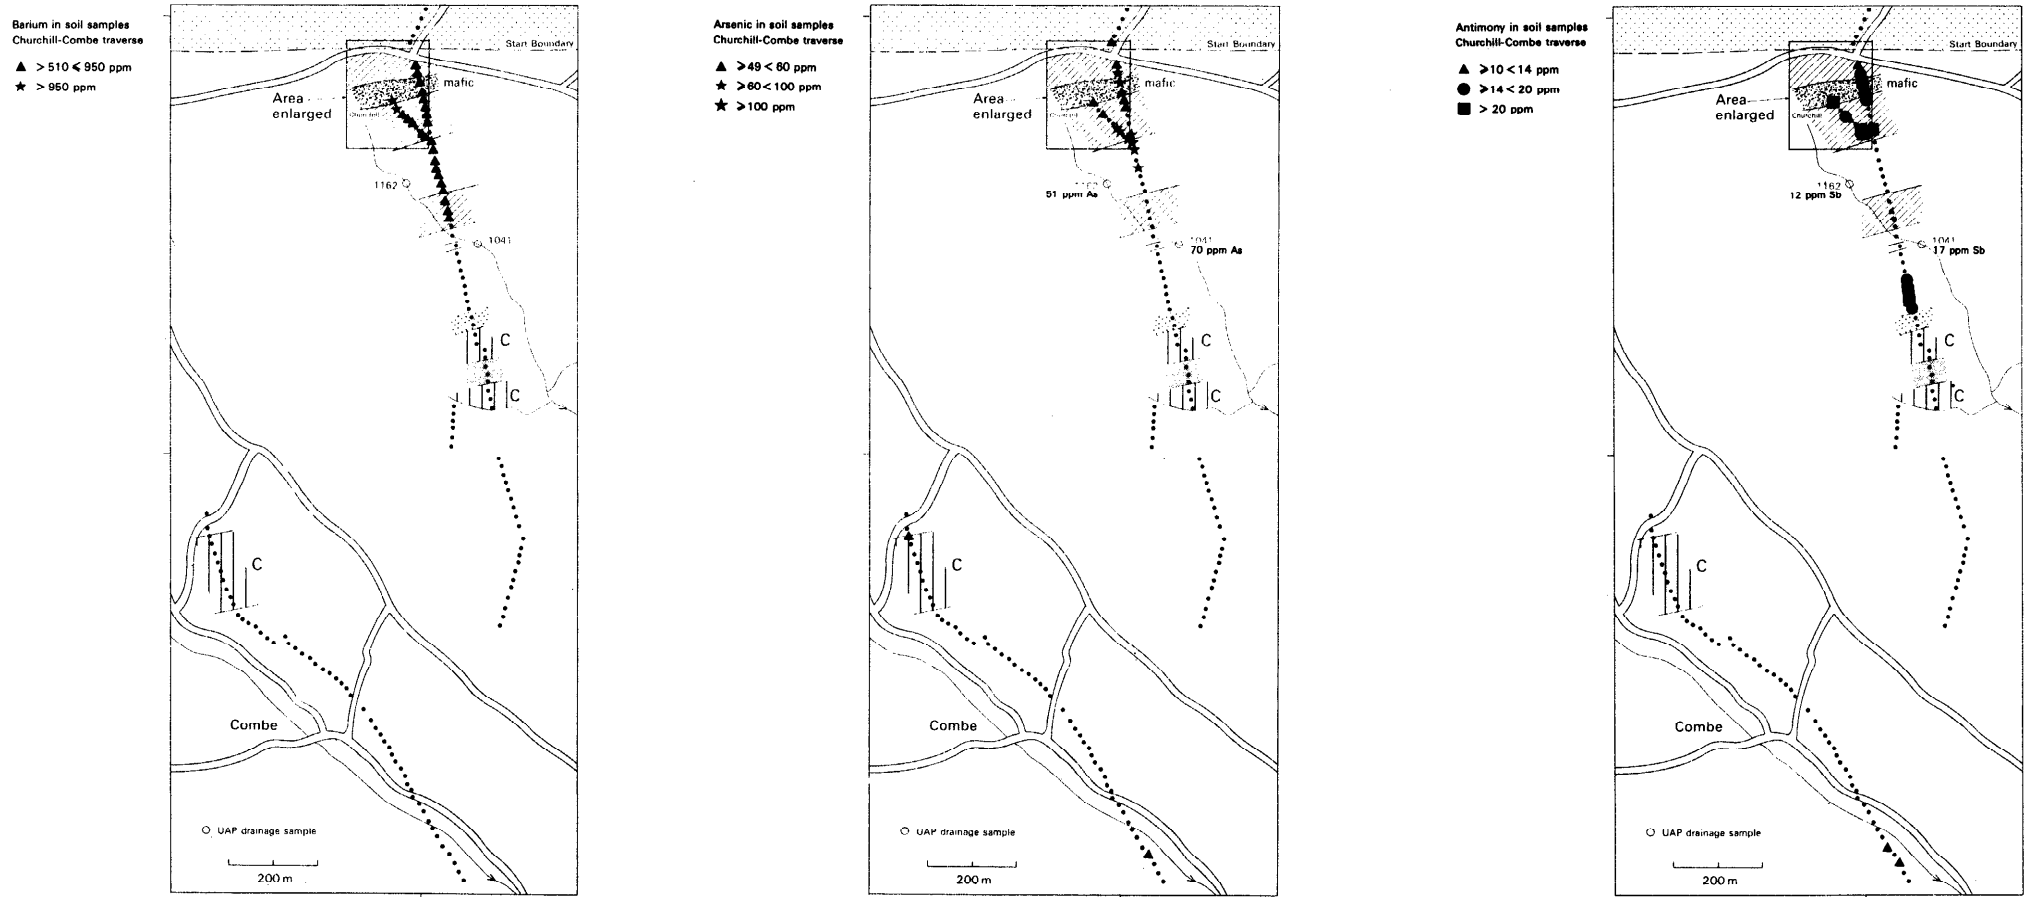 Barium in soil samples
Churchill-Combe traverse
▲ > 510 ⩽ 950 ppm
★ > 950 ppm
Start Boundary
mafic
Area
enlarged
Churchill
1162
1041
C
C
C
Combe
UAP drainage sample
200 m
Arsenic in soil samples
Churchill-Combe traverse
▲ ⩾49 < 60 ppm
★ ⩾60 < 100 ppm
★ ⩾100 ppm
Start Boundary
mafic
Area
enlarged
Churchill
1162
51 ppm As
1041
70 ppm As
C
C
C
Combe
UAP drainage sample
200 m
Antimony in soil samples
Churchill-Combe traverse
▲ ⩾10 < 14 ppm
● ⩾14 < 20 ppm
■ > 20 ppm
Start Boundary
mafic
Area
enlarged
Churchill
1162
12 ppm Sb
1041
17 ppm Sb
C
C
C
Combe
UAP drainage sample
200 m